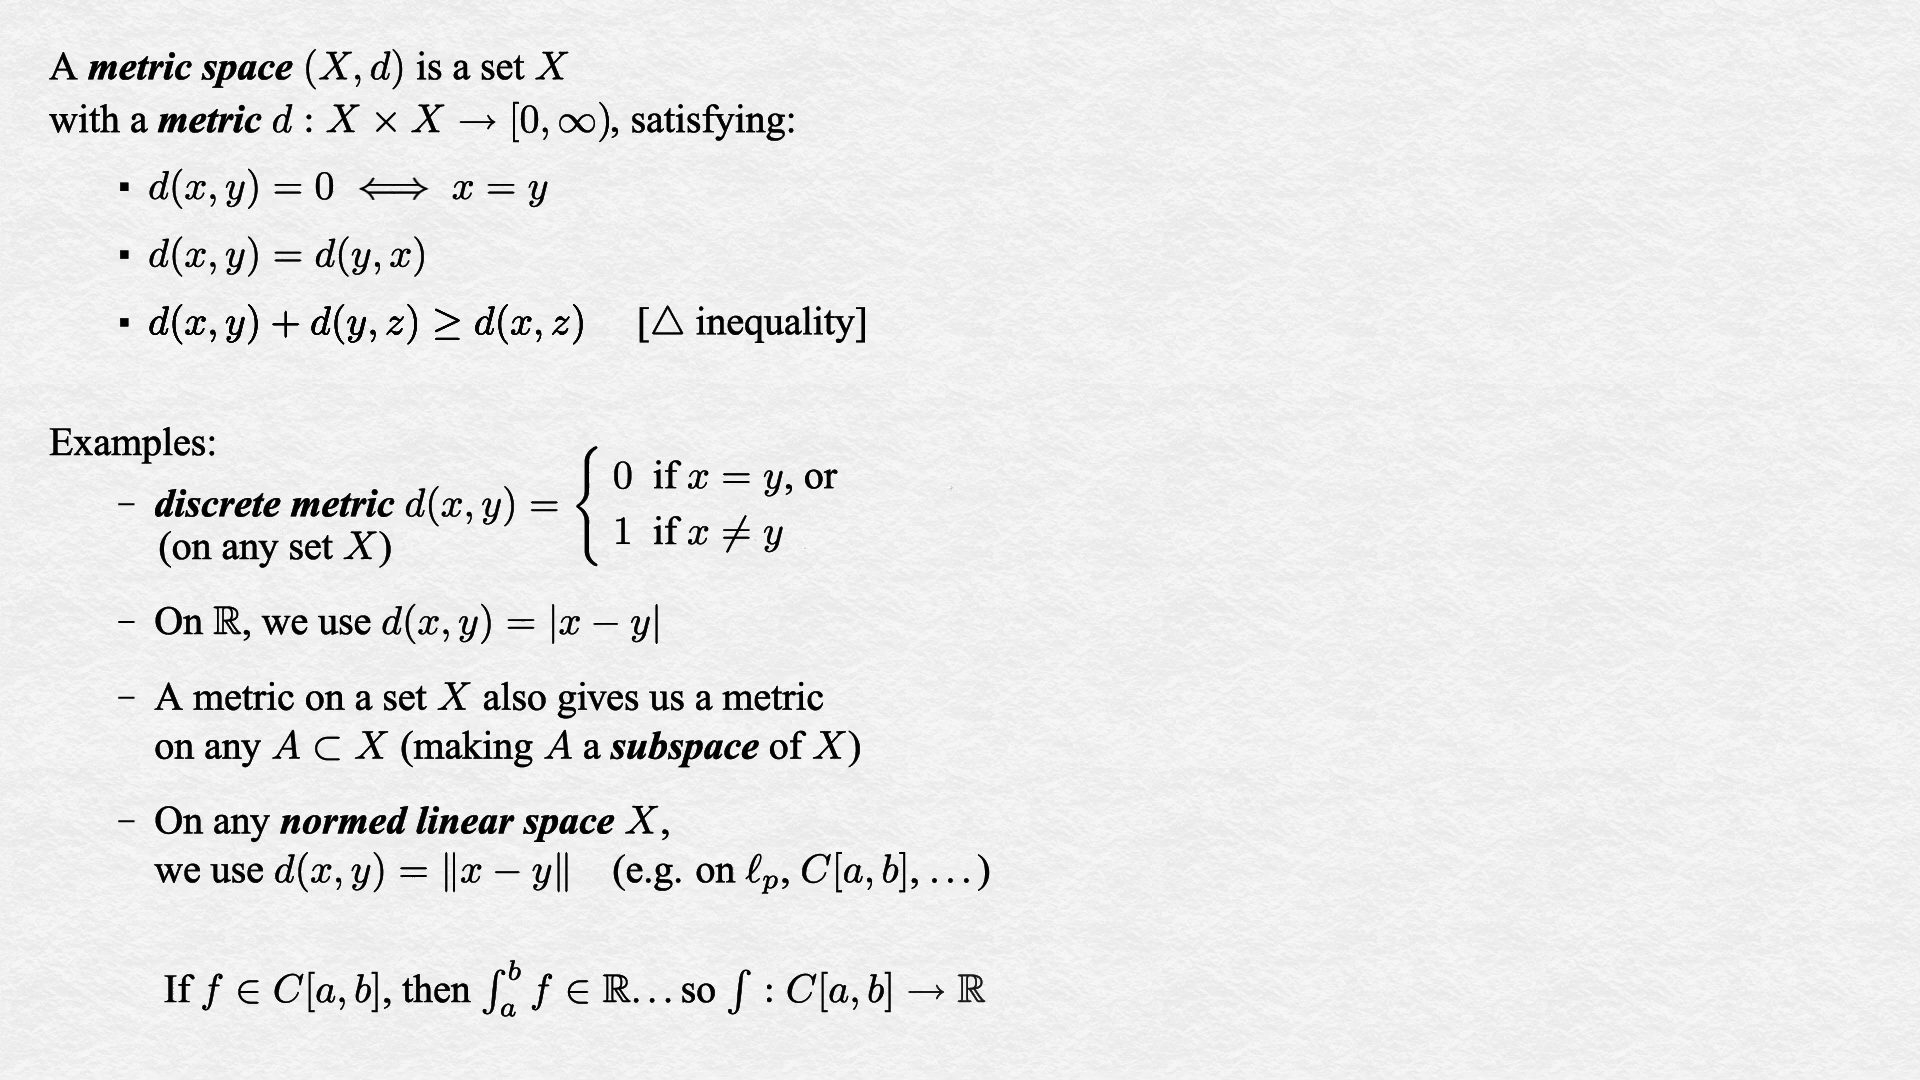 A metric space (X, d) is a set X
with a metric d : X × X → [0, ∞), satisfying:
▪ d(x, y) = 0 ⟺ x = y
▪ d(x, y) = d(y, x)
▪ d(x, y) + d(y, z) ≥ d(x, z) [△ inequality]
Examples:
– discrete metric d(x, y) = { 0 if x = y, or
1 if x ≠ y
(on any set X)
– On ℝ, we use d(x, y) = |x − y|
– A metric on a set X also gives us a metric
on any A ⊂ X (making A a subspace of X)
– On any normed linear space X,
we use d(x, y) = ‖x − y‖ (e.g. on ℓₚ, C[a, b], …)
If f ∈ C[a, b], then ∫ₐᵇ f ∈ ℝ… so ∫ : C[a, b] → ℝ